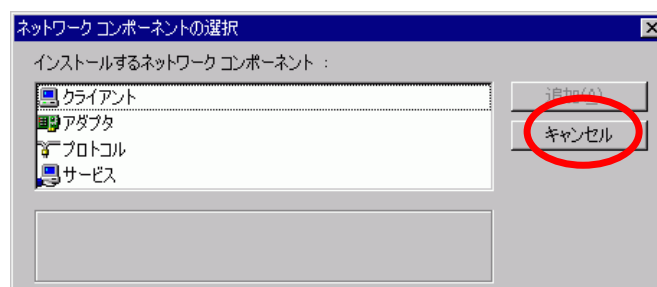 ネットワーク コンポーネントの選択
インストールするネットワーク コンポーネント :
クライアント
アダプタ
プロトコル
サービス
追加(A)
キャンセル